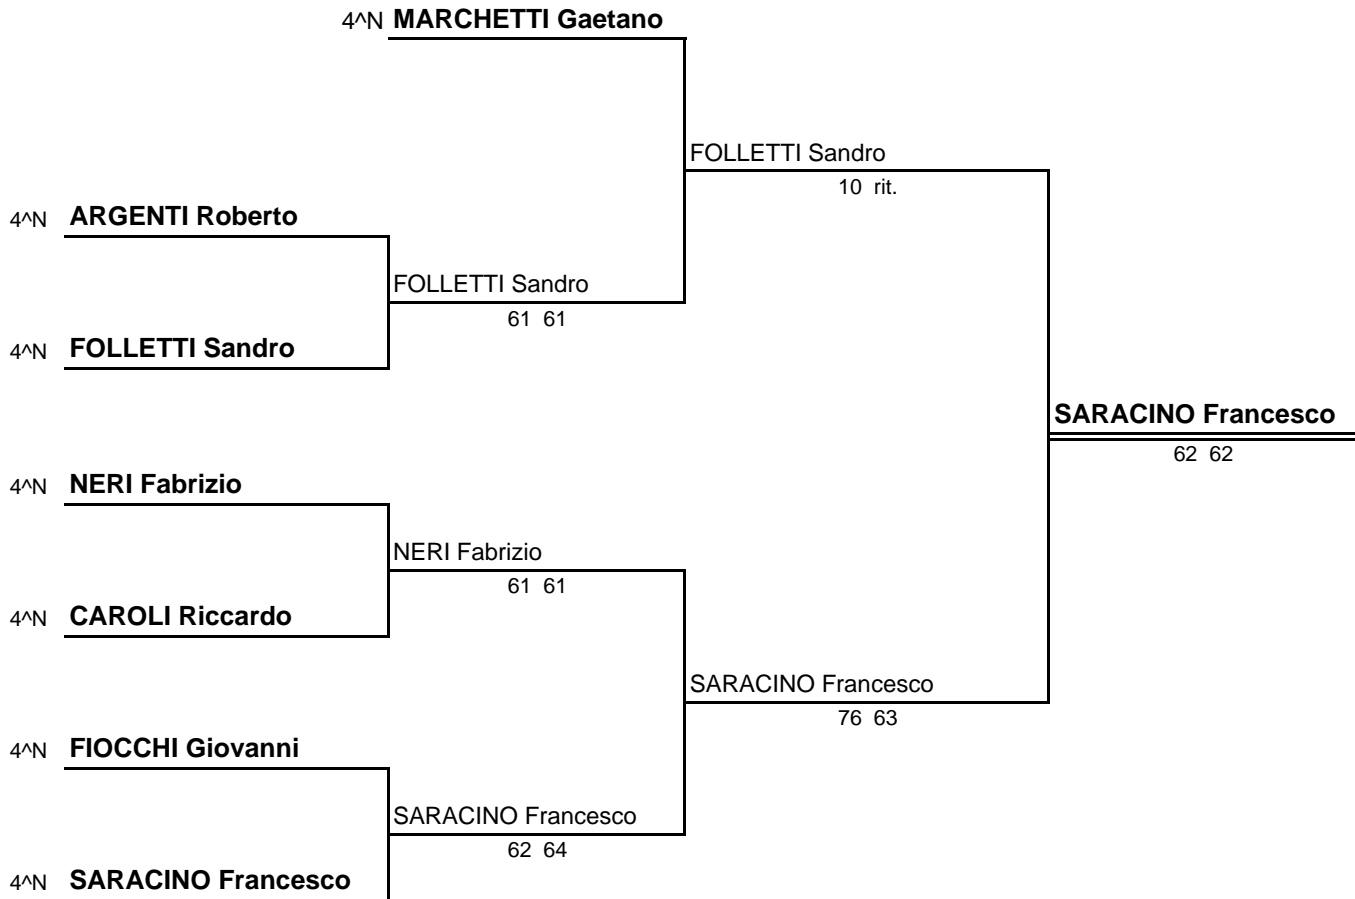 4^N MARCHETTI Gaetano
FOLLETTI Sandro
10 rit.
4^N ARGENTI Roberto
FOLLETTI Sandro
61 61
4^N FOLLETTI Sandro
SARACINO Francesco
62 62
4^N NERI Fabrizio
NERI Fabrizio
61 61
4^N CAROLI Riccardo
SARACINO Francesco
76 63
4^N FIOCCHI Giovanni
SARACINO Francesco
62 64
4^N SARACINO Francesco